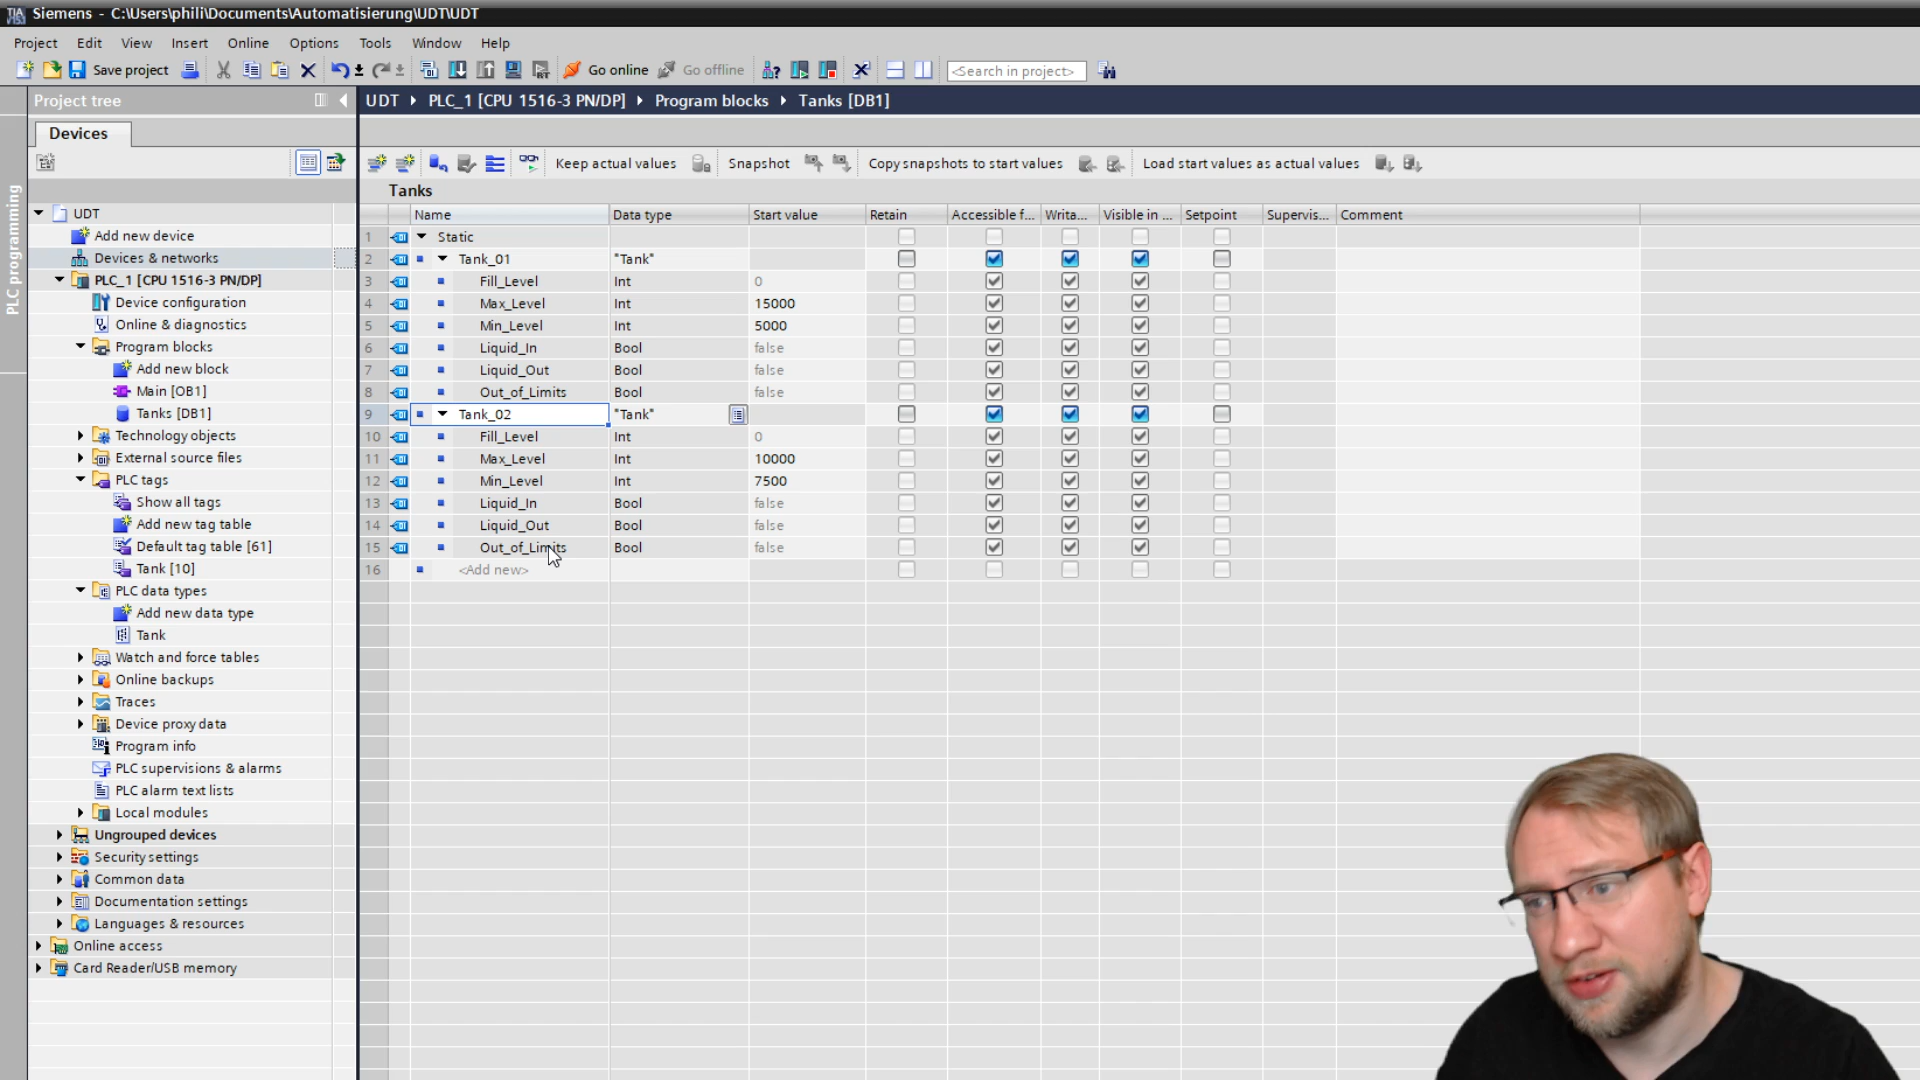 Siemens - C:\Users\phili\Documents\Automatisierung\UDT\UDT
Project Edit View Insert Online Options Tools Window Help
Save project Go online Go offline <Search in project>
Project tree
UDT PLC_1 [CPU 1516-3 PN/DP] Program blocks Tanks [DB1]
Devices
Keep actual values Snapshot Copy snapshots to start values Load start values as actual values
PLC programming
Tanks
Name Data type Start value Retain Accessible f... Writa... Visible in ... Setpoint Supervis... Comment
1 Static
2 Tank_01 "Tank"
3 Fill_Level Int 0
4 Max_Level Int 15000
5 Min_Level Int 5000
6 Liquid_In Bool false
7 Liquid_Out Bool false
8 Out_of_Limits Bool false
9 Tank_02 "Tank"
10 Fill_Level Int 0
11 Max_Level Int 10000
12 Min_Level Int 7500
13 Liquid_In Bool false
14 Liquid_Out Bool false
15 Out_of_Limits Bool false
16 <Add new>
UDT
Add new device
Devices & networks
PLC_1 [CPU 1516-3 PN/DP]
Device configuration
Online & diagnostics
Program blocks
Add new block
Main [OB1]
Tanks [DB1]
Technology objects
External source files
PLC tags
Show all tags
Add new tag table
Default tag table [61]
Tank [10]
PLC data types
Add new data type
Tank
Watch and force tables
Online backups
Traces
Device proxy data
Program info
PLC supervisions & alarms
PLC alarm text lists
Local modules
Ungrouped devices
Security settings
Common data
Documentation settings
Languages & resources
Online access
Card Reader/USB memory